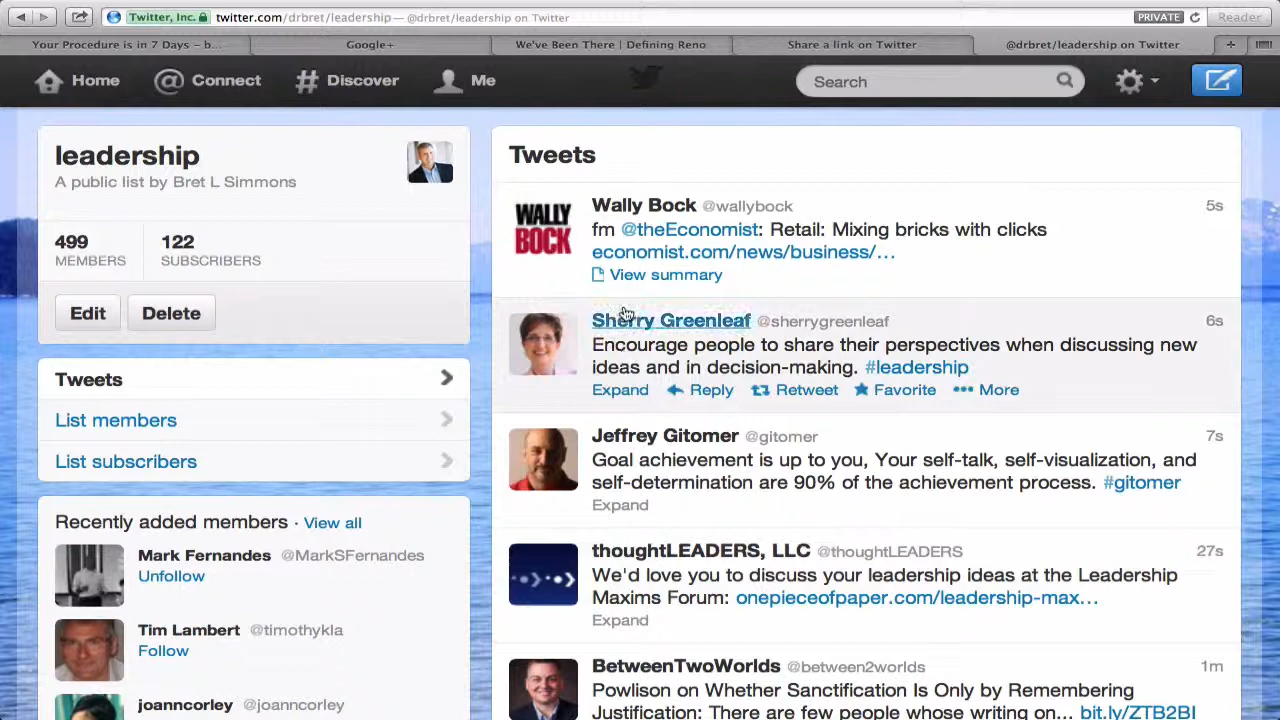 Twitter, Inc. twitter.com/drbret/leadership — @drbret/leadership on Twitter PRIVATE Reader
Your Procedure is in 7 Days – b... Google+ We've Been There | Defining Reno Share a link on Twitter @drbret/leadership on Twitter +
Home @ Connect # Discover Me Search
leadership
A public list by Bret L Simmons
499 122
MEMBERS SUBSCRIBERS
Edit Delete
Tweets
List members
List subscribers
Recently added members · View all
Mark Fernandes @MarkSFernandes
Unfollow
Tim Lambert @timothykla
Follow
joanncorley @joanncorley
Tweets
Wally Bock @wallybock 5s
WALLY
BOCK
fm @theEconomist: Retail: Mixing bricks with clicks
economist.com/news/business/…
View summary
Sherry Greenleaf @sherrygreenleaf 6s
Encourage people to share their perspectives when discussing new
ideas and in decision-making. #leadership
Expand Reply Retweet Favorite More
Jeffrey Gitomer @gitomer 7s
Goal achievement is up to you, Your self-talk, self-visualization, and
self-determination are 90% of the achievement process. #gitomer
Expand
thoughtLEADERS, LLC @thoughtLEADERS 27s
We'd love you to discuss your leadership ideas at the Leadership
Maxims Forum: onepieceofpaper.com/leadership-max…
Expand
BetweenTwoWorlds @between2worlds 1m
Powlison on Whether Sanctification Is Only by Remembering
Justification: There are few people whose writing on... bit.ly/ZTB2BI